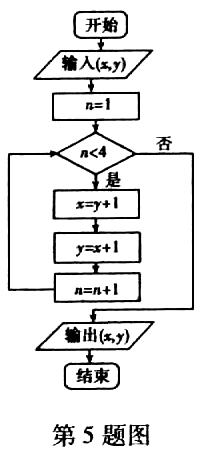 开始
输入(x,y)
n=1
n<4
否
是
x=y+1
y=x+1
n=n+1
输出(x,y)
结束
第5题图